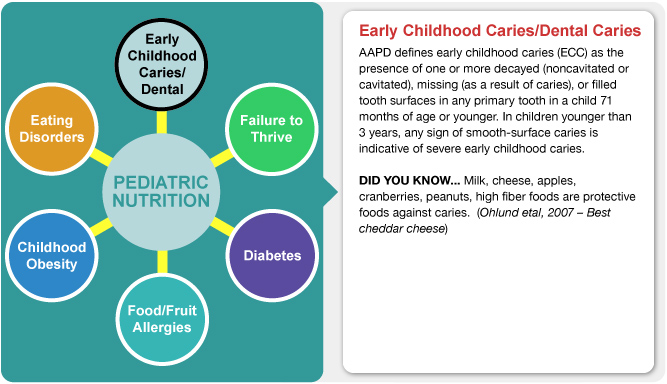 Early
Childhood
Caries/
Dental
Eating
Disorders
Failure to
Thrive
PEDIATRIC
NUTRITION
Childhood
Obesity
Diabetes
Food/Fruit
Allergies
Early Childhood Caries/Dental Caries
AAPD defines early childhood caries (ECC) as the
presence of one or more decayed (noncavitated or
cavitated), missing (as a result of caries), or filled
tooth surfaces in any primary tooth in a child 71
months of age or younger. In children younger than
3 years, any sign of smooth-surface caries is
indicative of severe early childhood caries.
DID YOU KNOW... Milk, cheese, apples,
cranberries, peanuts, high fiber foods are protective
foods against caries. (Ohlund etal, 2007 – Best
cheddar cheese)